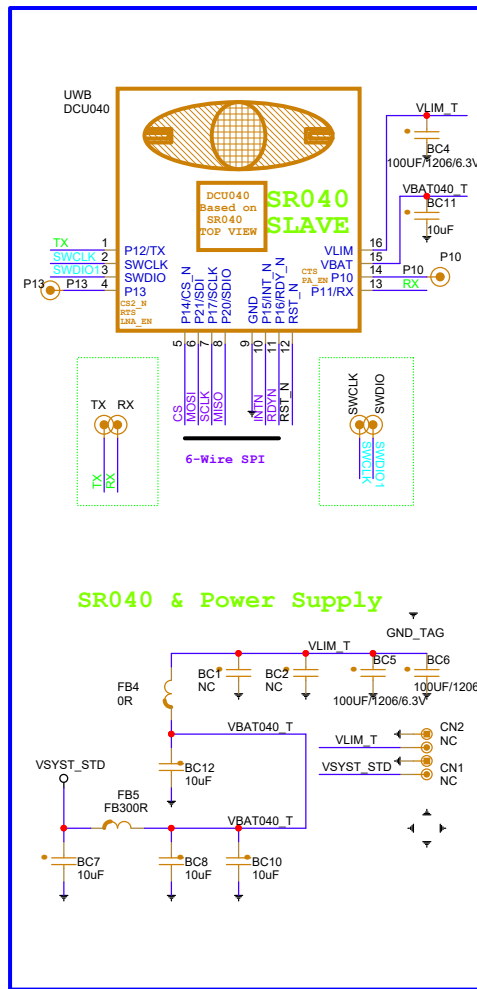 UWB
DCU040
VLIM_T
BC4
100UF/1206/6.3V
DCU040
Based on
SR040
TOP VIEW
SR040
SLAVE
VBAT040_T
BC11
10uF
TX 1 P12/TX
SWCLK 2 SWCLK
SWDIO1 3 SWDIO
P13 P13 4 P13
CS2_N
RTS
LNA_EN
VLIM 16
VBAT 15
CTS P10 14 P10 P10
PA_EN
P11/RX 13 RX
P14/CS_N
P21/SDI
P17/SCLK
P20/SDIO
GND
P15/INT_N
P16/RDY_N
RST_N
5 6 7 8 9 10 11 12
CS
MOSI
SCLK
MISO
INTN
RDYN
RST_N
6-Wire SPI
TX RX
TX
RX
SWCLK
SWDIO
SWCLK
SWDIO1
SR040 & Power Supply
GND_TAG
VLIM_T
FB4
0R
BC1
NC
BC2
NC
BC5
100UF/1206/6.3V
BC6
100UF/1206
VBAT040_T
BC12
10uF
CN2
NC
VLIM_T
VSYST_STD
CN1
NC
VSYST_STD
FB5
FB300R
VBAT040_T
BC7
10uF
BC8
10uF
BC10
10uF